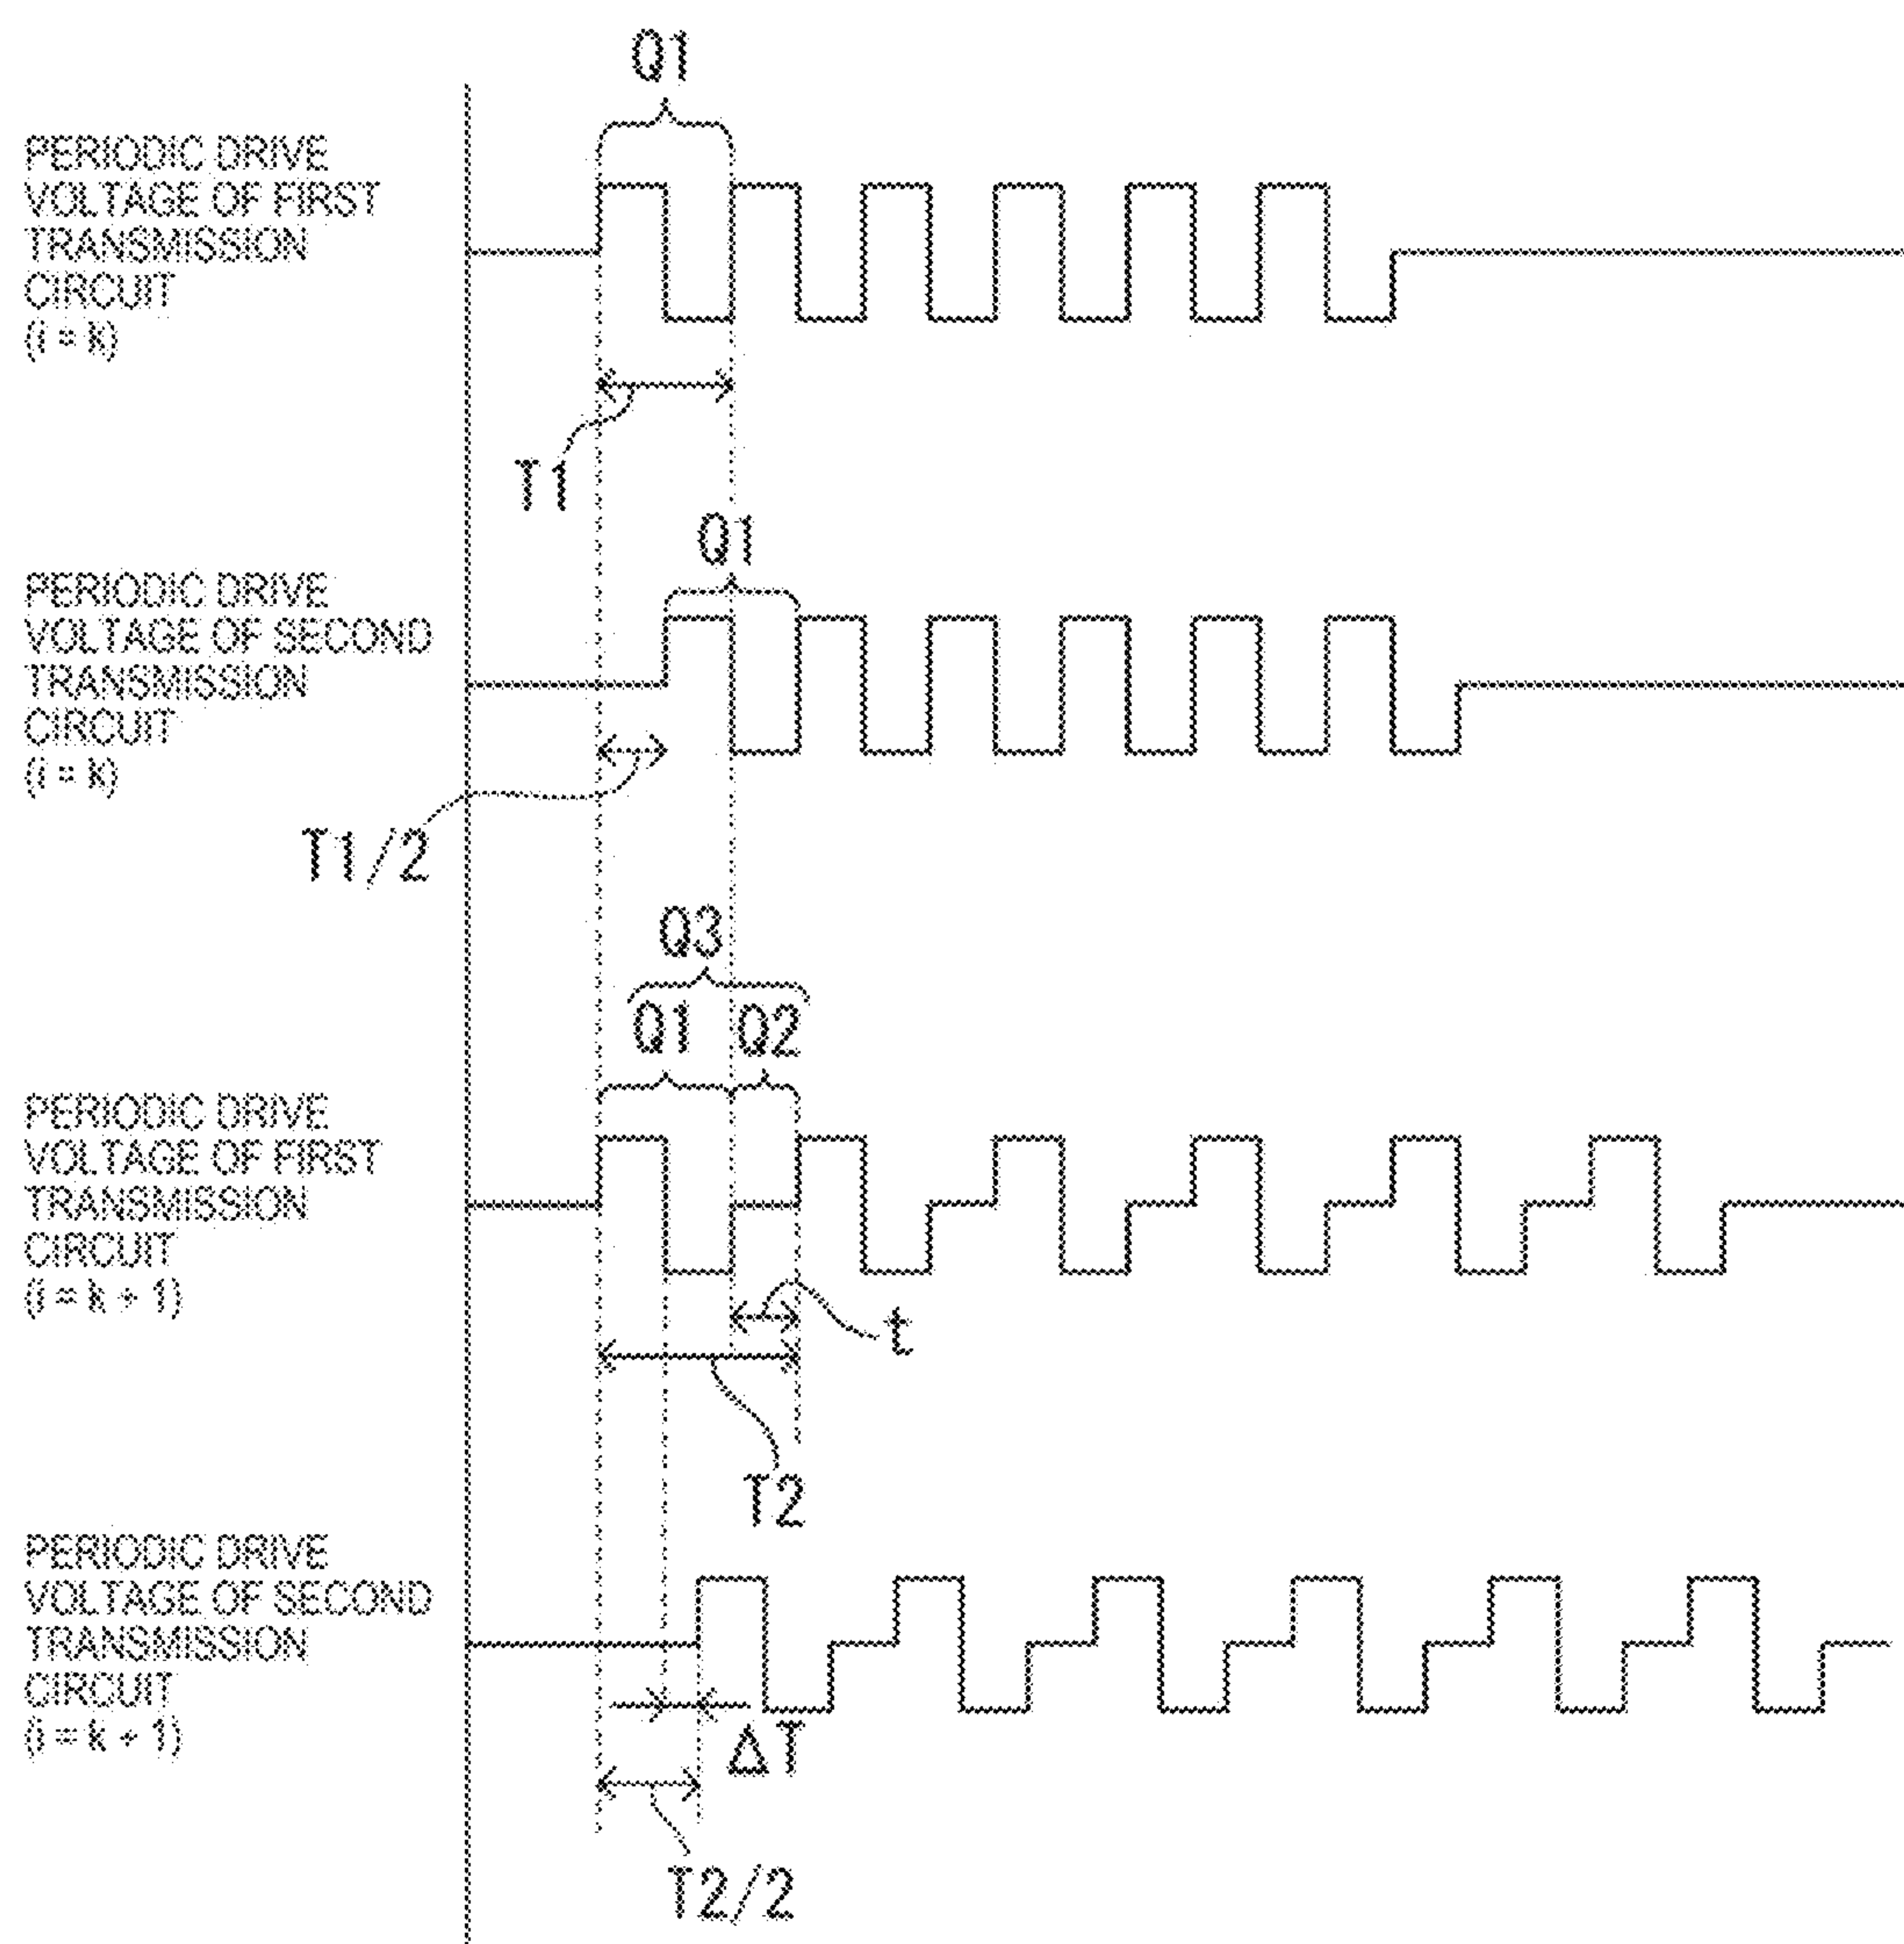 Q1
PERIODIC DRIVE
VOLTAGE OF FIRST
TRANSMISSION
CIRCUIT
(i = k)
T1
Q1
PERIODIC DRIVE
VOLTAGE OF SECOND
TRANSMISSION
CIRCUIT
(i = k)
T1/2
Q3
Q1 Q2
PERIODIC DRIVE
VOLTAGE OF FIRST
TRANSMISSION
CIRCUIT
(i = k + 1)
t
T2
PERIODIC DRIVE
VOLTAGE OF SECOND
TRANSMISSION
CIRCUIT
(i = k + 1)
ΔT
T2/2